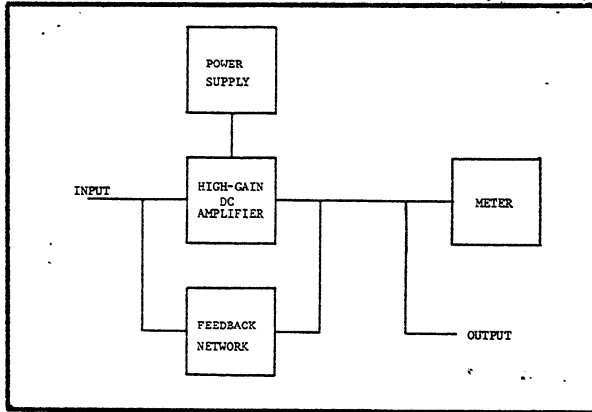 POWER
SUPPLY
INPUT
HIGH-GAIN
DC
AMPLIFIER
METER
FEEDBACK
NETWORK
OUTPUT